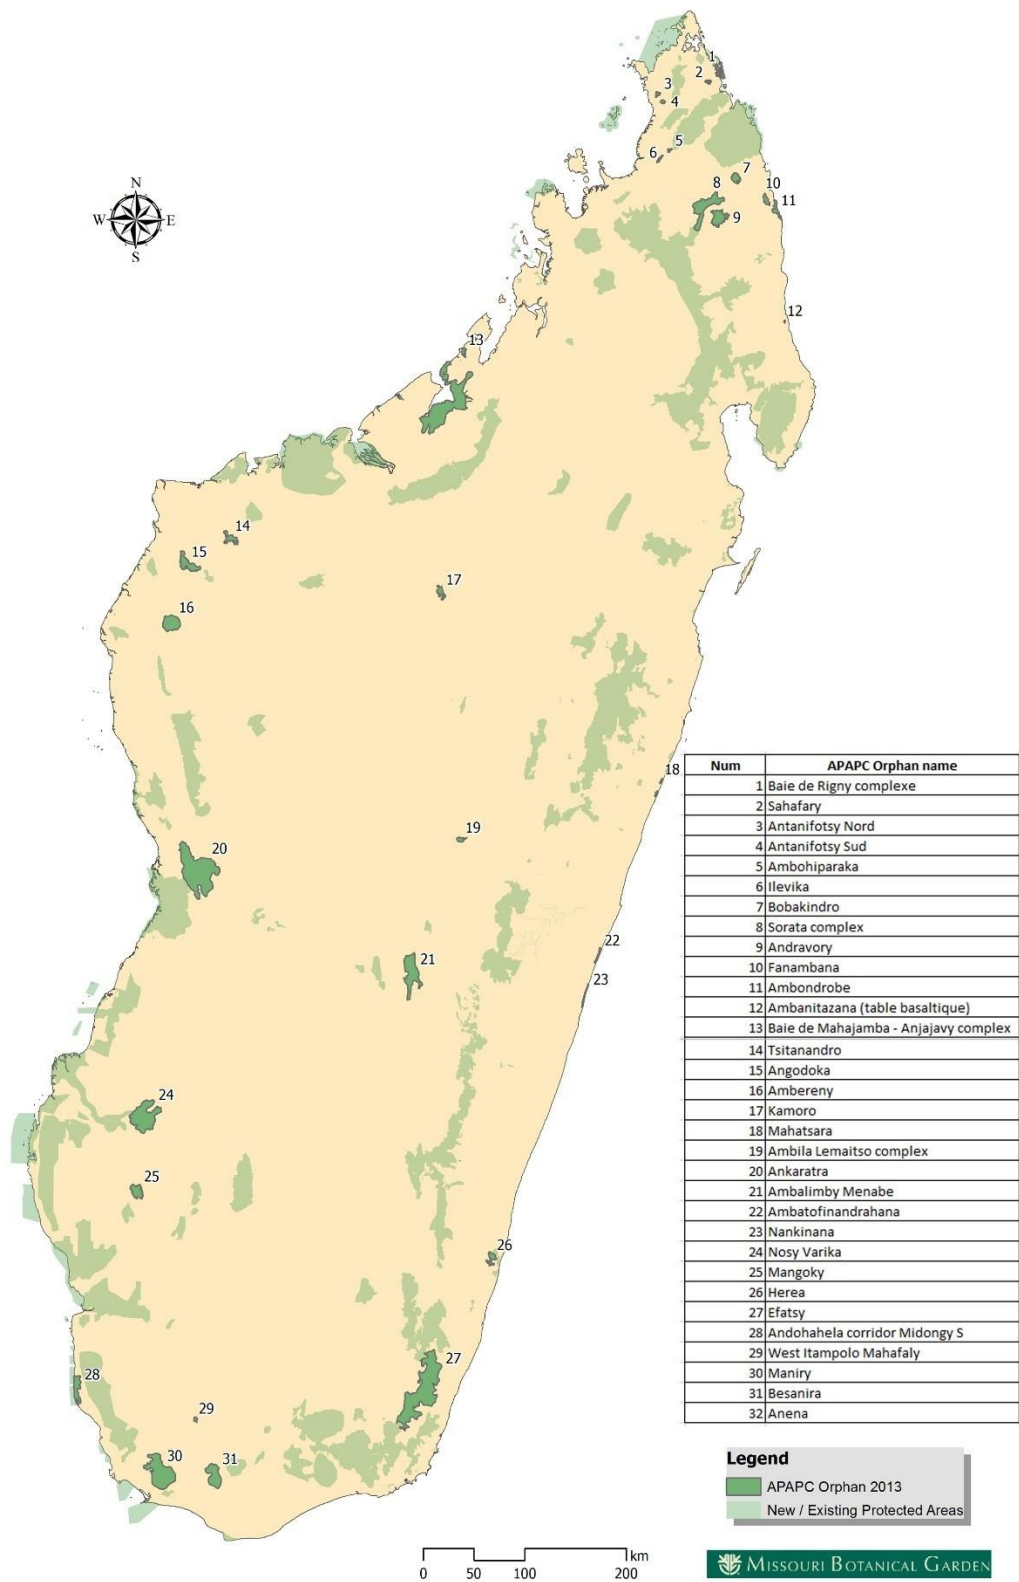 1
2
3
4
5
6
7
8
10
11
9
N
W E
S
12
13
14
15
17
16
18
19
20
22
21
23
24
25
26
27
28
29
30
31
Num APAPC Orphan name
1 Baie de Rigny complexe
2 Sahafary
3 Antanifotsy Nord
4 Antanifotsy Sud
5 Ambohiparaka
6 Ilevika
7 Bobakindro
8 Sorata complex
9 Andravory
10 Fanambana
11 Ambondrobe
12 Ambanitazana (table basaltique)
13 Baie de Mahajamba - Anjajavy complex
14 Tsitanandro
15 Angodoka
16 Ambereny
17 Kamoro
18 Mahatsara
19 Ambila Lemaitso complex
20 Ankaratra
21 Ambalimby Menabe
22 Ambatofinandrahana
23 Nankinana
24 Nosy Varika
25 Mangoky
26 Herea
27 Efatsy
28 Andohahela corridor Midongy S
29 West Itampolo Mahafaly
30 Maniry
31 Besanira
32 Anena
Legend
APAPC Orphan 2013
New / Existing Protected Areas
km
0 50 100 200
MISSOURI BOTANICAL GARDEN